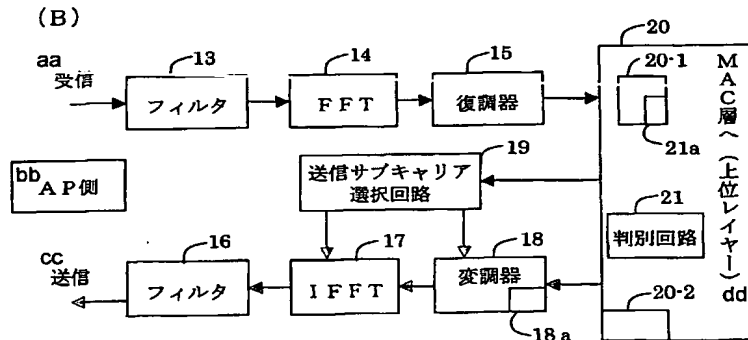 (B)
aa
受信
13
フィルタ
14
FFT
15
復調器
20
20-1
21a
MAC層へ(上位レイヤー)
dd
bb
AP側
19
送信サブキャリア
選択回路
21
判別回路
cc
送信
16
フィルタ
17
IFFT
18
変調器
18a
20-2